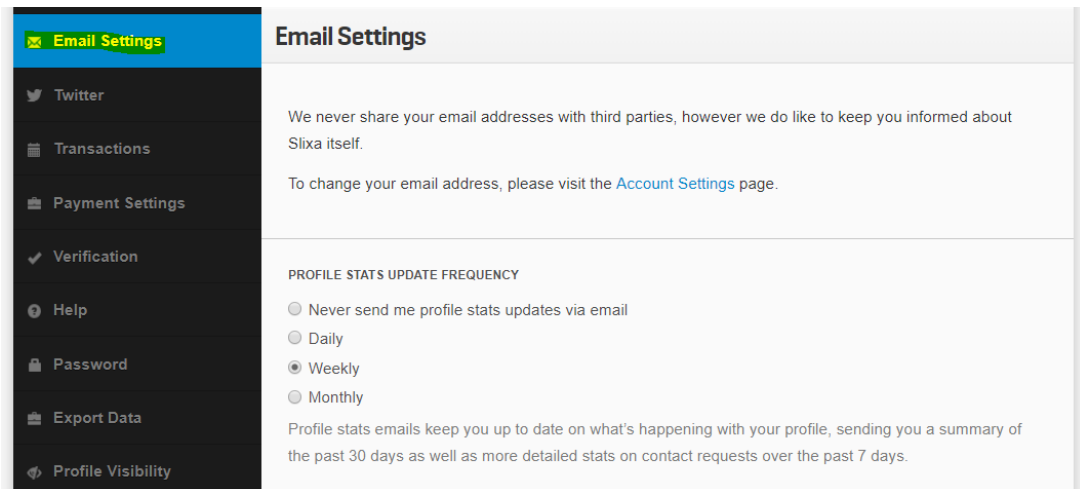 Email Settings
Twitter
Transactions
Payment Settings
Verification
Help
Password
Export Data
Profile Visibility
Email Settings
We never share your email addresses with third parties, however we do like to keep you informed about
Slixa itself.
To change your email address, please visit the Account Settings page.
PROFILE STATS UPDATE FREQUENCY
Never send me profile stats updates via email
Daily
Weekly
Monthly
Profile stats emails keep you up to date on what's happening with your profile, sending you a summary of
the past 30 days as well as more detailed stats on contact requests over the past 7 days.